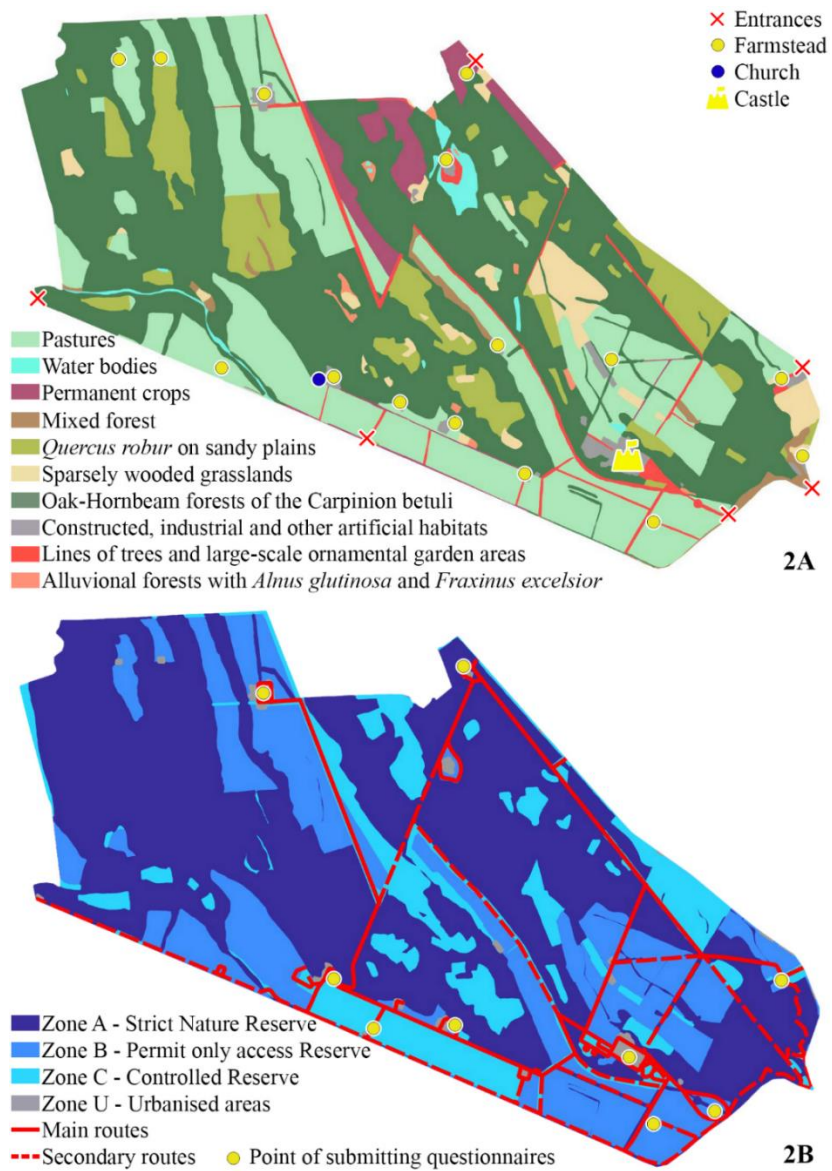 Entrances
Farmstead
Church
Castle
Pastures
Water bodies
Permanent crops
Mixed forest
Quercus robur on sandy plains
Sparsely wooded grasslands
Oak-Hornbeam forests of the Carpinion betuli
Constructed, industrial and other artificial habitats
Lines of trees and large-scale ornamental garden areas
Alluvional forests with Alnus glutinosa and Fraxinus excelsior
2A
Zone A - Strict Nature Reserve
Zone B - Permit only access Reserve
Zone C - Controlled Reserve
Zone U - Urbanised areas
Main routes
Secondary routes
Point of submitting questionnaires
2B